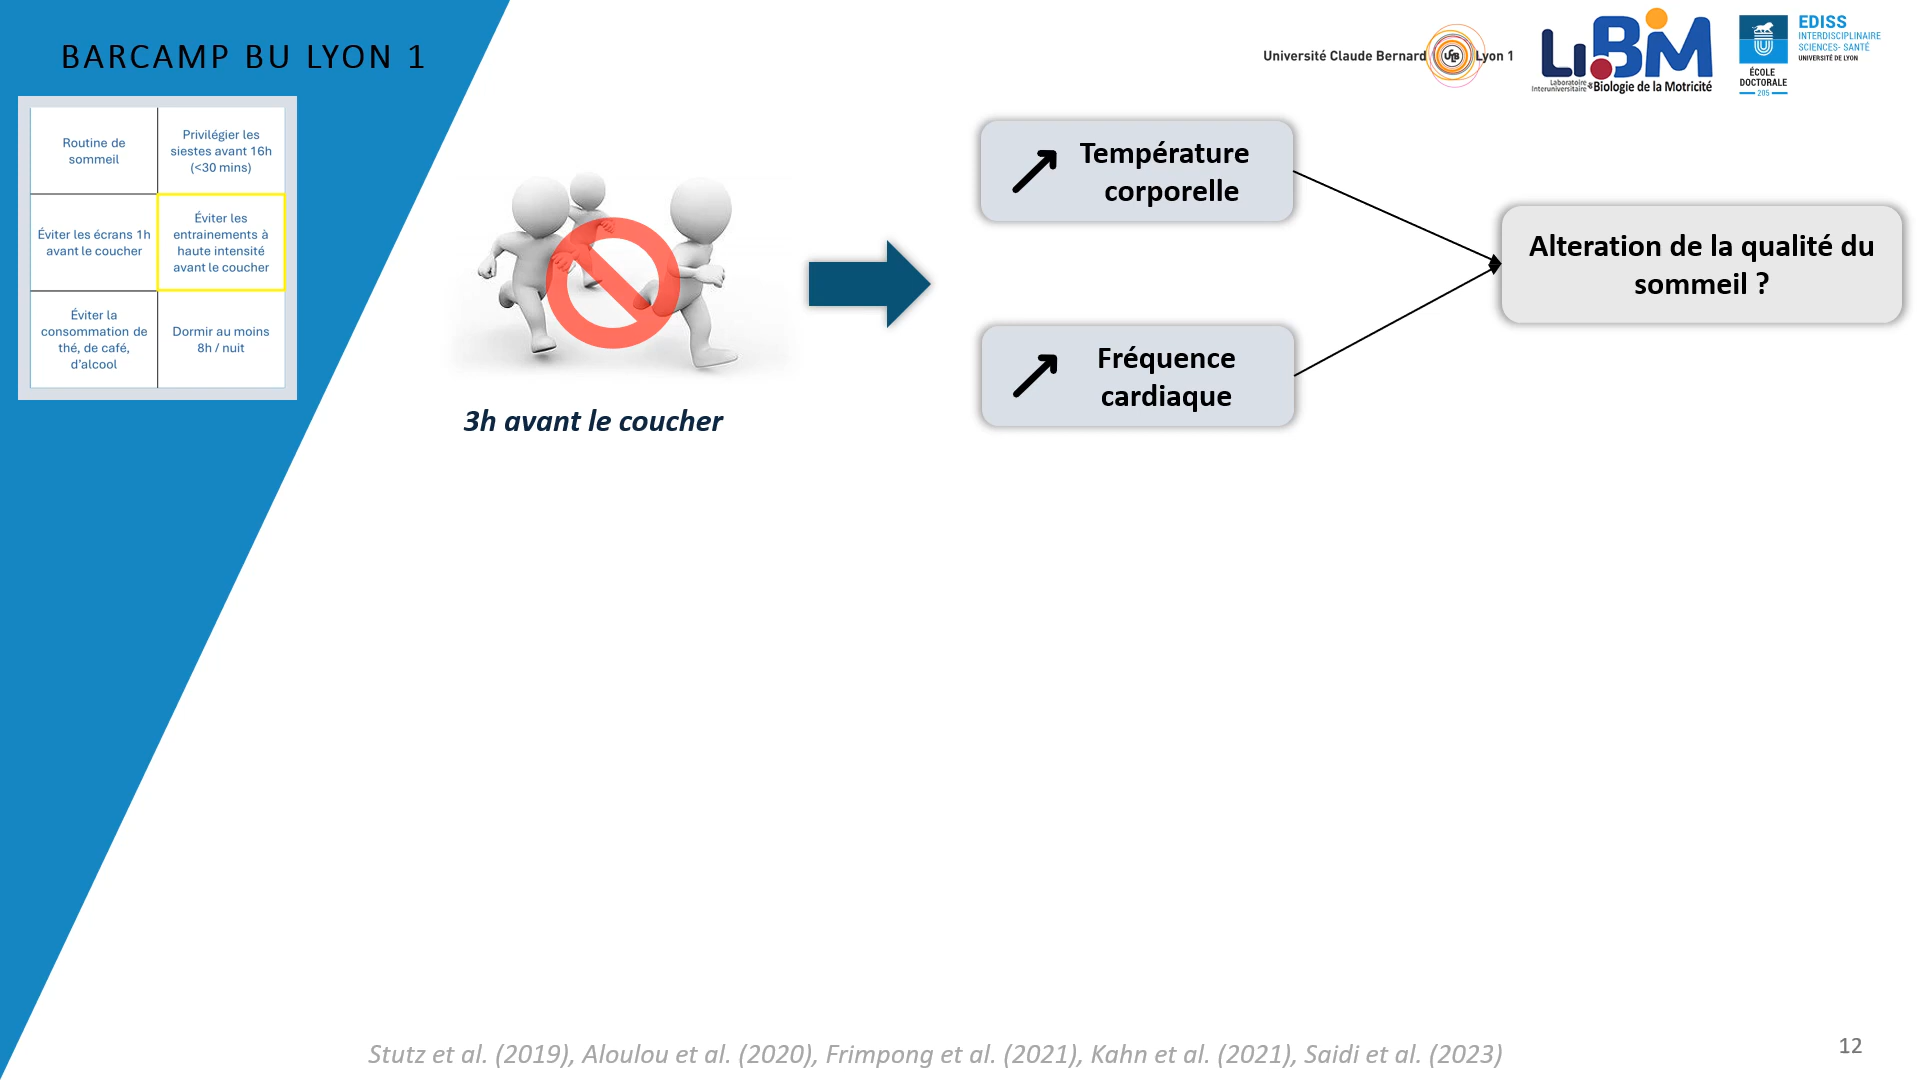 BARCAMP BU LYON 1
Université Claude Bernard Lyon 1
LIBM
Laboratoire
Interuniversitaire de Biologie de la Motricité
EDISS
INTERDISCIPLINAIRE
SCIENCES- SANTÉ
UNIVERSITÉ DE LYON
ÉCOLE
DOCTORALE
205
Routine de
sommeil
Privilégier les
siestes avant 16h
(<30 mins)
Éviter les écrans 1h
avant le coucher
Éviter les
entrainements à
haute intensité
avant le coucher
Éviter la
consommation de
thé, de café,
d'alcool
Dormir au moins
8h / nuit
3h avant le coucher
Température
corporelle
Fréquence
cardiaque
Alteration de la qualité du
sommeil ?
Stutz et al. (2019), Aloulou et al. (2020), Frimpong et al. (2021), Kahn et al. (2021), Saidi et al. (2023)
12